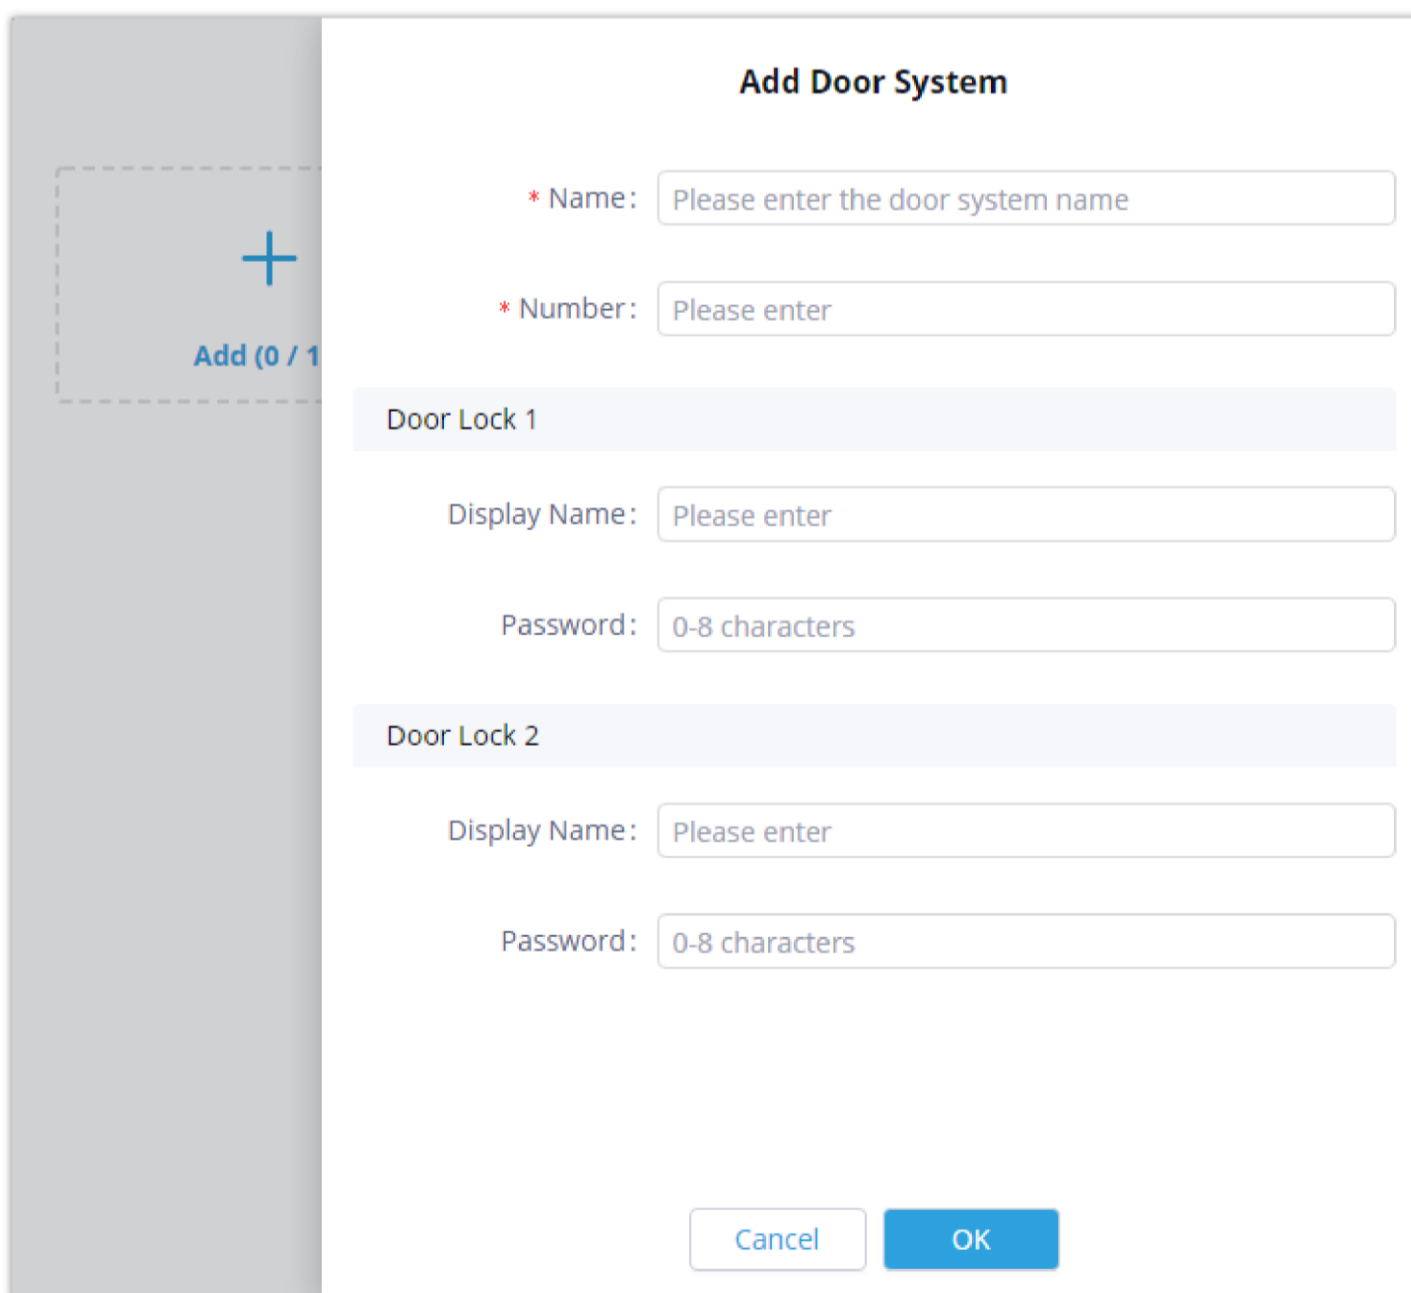 Add Door System
* Name: Please enter the door system name
* Number: Please enter
Add (0 / 1
Door Lock 1
Display Name: Please enter
Password: 0-8 characters
Door Lock 2
Display Name: Please enter
Password: 0-8 characters
Cancel OK